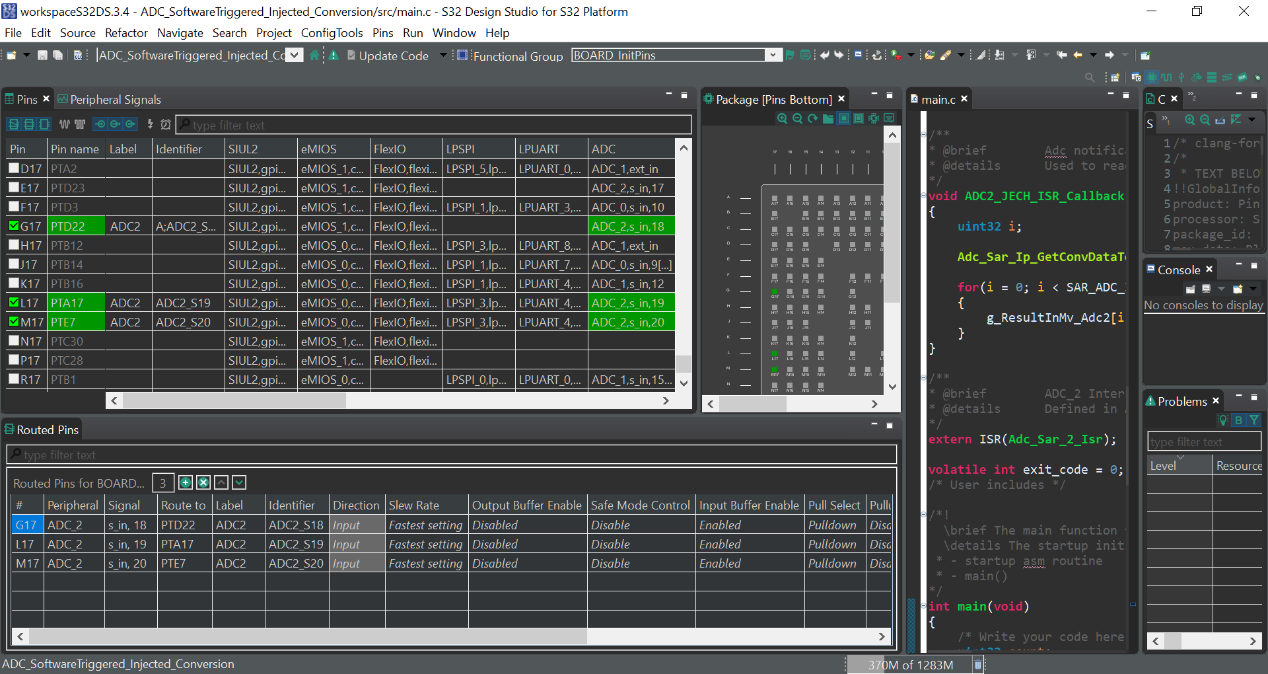 workspaceS32DS.3.4 - ADC_SoftwareTriggered_Injected_Conversion/src/main.c - S32 Design Studio for S32 Platform
File Edit Source Refactor Navigate Search Project ConfigTools Pins Run Window Help
ADC_SoftwareTriggered_Injected_Cc Update Code Functional Group BOARD InitPins
Pins Peripheral Signals
type filter text
Pin Pin name Label Identifier SIUL2 eMIOS FlexIO LPSPI LPUART ADC
D17 PTA2 SIUL2,gpi... eMIOS_1,c... FlexIO,flexi... LPSPI_5,lp... LPUART_0,... ADC_1,ext_in
E17 PTD23 SIUL2,gpi... eMIOS_1,c... FlexIO,flexi... ADC_2,s_in,17
F17 PTD3 SIUL2,gpi... eMIOS_1,c... FlexIO,flexi... LPSPI_1,lp... LPUART_3,... ADC_0,s_in,10
G17 PTD22 ADC2 A;ADC2_S... SIUL2,gpi... eMIOS_1,c... FlexIO,flexi... ADC_2,s_in,18
H17 PTB12 SIUL2,gpi... eMIOS_0,c... FlexIO,flexi... LPSPI_3,lp... LPUART_8,... ADC_1,ext_in
J17 PTB14 SIUL2,gpi... eMIOS_0,c... FlexIO,flexi... LPSPI_1,lp... LPUART_7,... ADC_0,s_in,9[...]
K17 PTB16 SIUL2,gpi... eMIOS_0,c... FlexIO,flexi... LPSPI_1,lp... LPUART_4,... ADC_1,s_in,12
L17 PTA17 ADC2 ADC2_S19 SIUL2,gpi... eMIOS_0,c... FlexIO,flexi... LPSPI_3,lp... LPUART_4,... ADC_2,s_in,19
M17 PTE7 ADC2 ADC2_S20 SIUL2,gpi... eMIOS_0,c... FlexIO,flexi... LPSPI_3,lp... LPUART_4,... ADC_2,s_in,20
N17 PTC30 SIUL2,gpi... eMIOS_1,c... FlexIO,flexi...
P17 PTC28 SIUL2,gpi... eMIOS_1,c... FlexIO,flexi...
R17 PTB1 SIUL2,gpi... eMIOS_0,c... LPSPI_0,lp... LPUART_0,... ADC_1,s_in,15...
Package [Pins Bottom]
main.c
/**
* @brief Adc notific
* @details Used to rea
*/
void ADC2_JECH_ISR_Callback
{
uint32 i;
Adc_Sar_Ip_GetConvDataTo
for(i = 0; i < SAR_ADC_
{
g_ResultInMv_Adc2[i
}
}
/**
* @brief ADC_2 Inter
* @details Defined in
*/
extern ISR(Adc_Sar_2_Isr);
volatile int exit_code = 0;
/* User includes */
/*!
\brief The main function
\details The startup init
* - startup asm routine
* - main()
*/
int main(void)
{
/* Write your code here
C
S
1 /* clang-for
2 /*
3 * TEXT BELO
4 !!GlobalInfo
5 product: Pin
6 processor: S
7 package_id:
Console
No consoles to display
Problems
type filter text
Level Resource
Routed Pins
type filter text
Routed Pins for BOARD... 3
# Peripheral Signal Route to Label Identifier Direction Slew Rate Output Buffer Enable Safe Mode Control Input Buffer Enable Pull Select Pull
G17 ADC_2 s_in, 18 PTD22 ADC2 ADC2_S18 Input Fastest setting Disabled Disable Enabled Pulldown Disa
L17 ADC_2 s_in, 19 PTA17 ADC2 ADC2_S19 Input Fastest setting Disabled Disable Enabled Pulldown Disa
M17 ADC_2 s_in, 20 PTE7 ADC2 ADC2_S20 Input Fastest setting Disabled Disable Enabled Pulldown Disa
ADC_SoftwareTriggered_Injected_Conversion
370M of 1283M